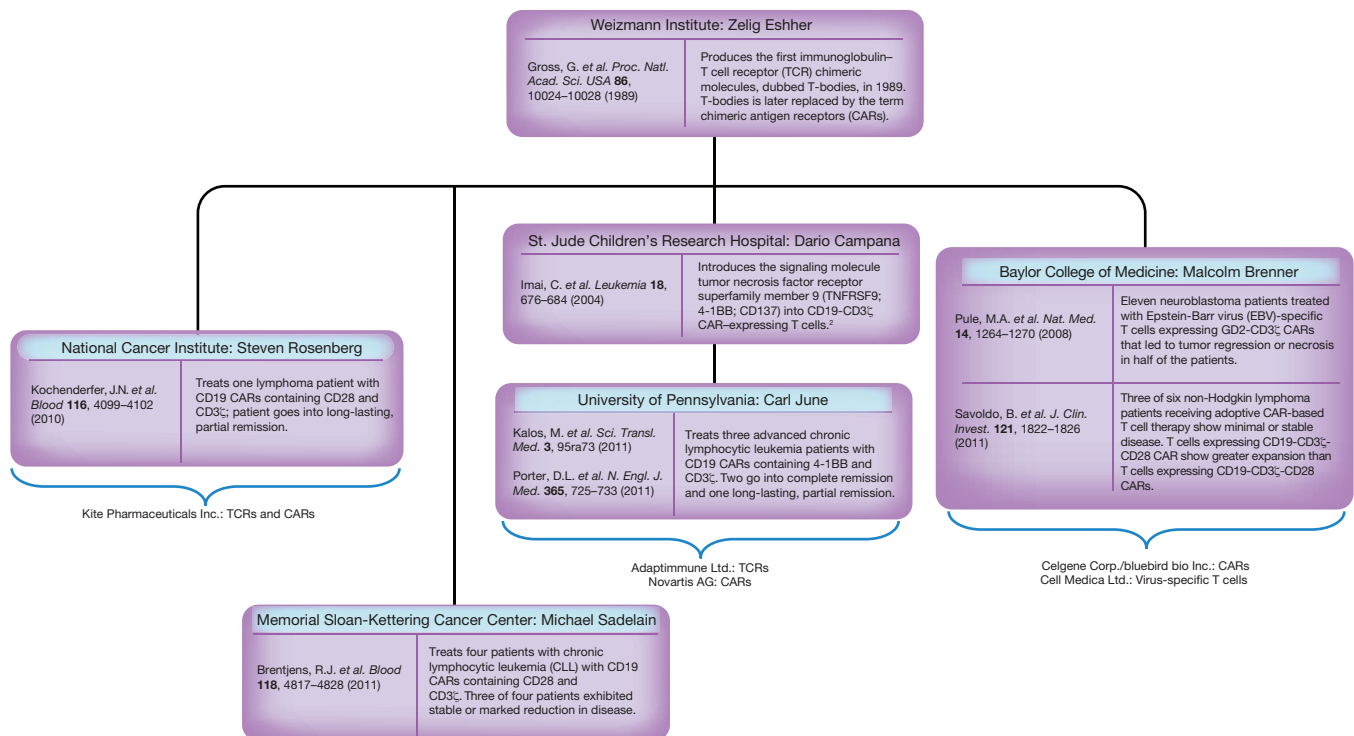 Weizmann Institute: Zelig Eshher
Gross, G. et al. Proc. Natl.
Acad. Sci. USA 86,
10024–10028 (1989)
Produces the first immunoglobulin–
T cell receptor (TCR) chimeric
molecules, dubbed T-bodies, in 1989.
T-bodies is later replaced by the term
chimeric antigen receptors (CARs).
St. Jude Children's Research Hospital: Dario Campana
Imai, C. et al. Leukemia 18,
676–684 (2004)
Introduces the signaling molecule
tumor necrosis factor receptor
superfamily member 9 (TNFRSF9;
4-1BB; CD137) into CD19-CD3ζ
CAR–expressing T cells.2
Baylor College of Medicine: Malcolm Brenner
Pule, M.A. et al. Nat. Med.
14, 1264–1270 (2008)
Eleven neuroblastoma patients treated
with Epstein-Barr virus (EBV)-specific
T cells expressing GD2-CD3ζ CARs
that led to tumor regression or necrosis
in half of the patients.
Savoldo, B. et al. J. Clin.
Invest. 121, 1822–1826
(2011)
Three of six non-Hodgkin lymphoma
patients receiving adoptive CAR-based
T cell therapy show minimal or stable
disease. T cells expressing CD19-CD3ζ-
CD28 CAR show greater expansion than
T cells expressing CD19-CD3ζ-CD28
CARs.
National Cancer Institute: Steven Rosenberg
Kochenderfer, J.N. et al.
Blood 116, 4099–4102
(2010)
Treats one lymphoma patient with
CD19 CARs containing CD28 and
CD3ζ; patient goes into long-lasting,
partial remission.
University of Pennsylvania: Carl June
Kalos, M. et al. Sci. Transl.
Med. 3, 95ra73 (2011)
Porter, D.L. et al. N. Engl. J.
Med. 365, 725–733 (2011)
Treats three advanced chronic
lymphocytic leukemia patients with
CD19 CARs containing 4-1BB and
CD3ζ. Two go into complete remission
and one long-lasting, partial remission.
Kite Pharmaceuticals Inc.: TCRs and CARs
Adaptimmune Ltd.: TCRs
Novartis AG: CARs
Celgene Corp./bluebird bio Inc.: CARs
Cell Medica Ltd.: Virus-specific T cells
Memorial Sloan-Kettering Cancer Center: Michael Sadelain
Brentjens, R.J. et al. Blood
118, 4817–4828 (2011)
Treats four patients with chronic
lymphocytic leukemia (CLL) with CD19
CARs containing CD28 and
CD3ζ. Three of four patients exhibited
stable or marked reduction in disease.